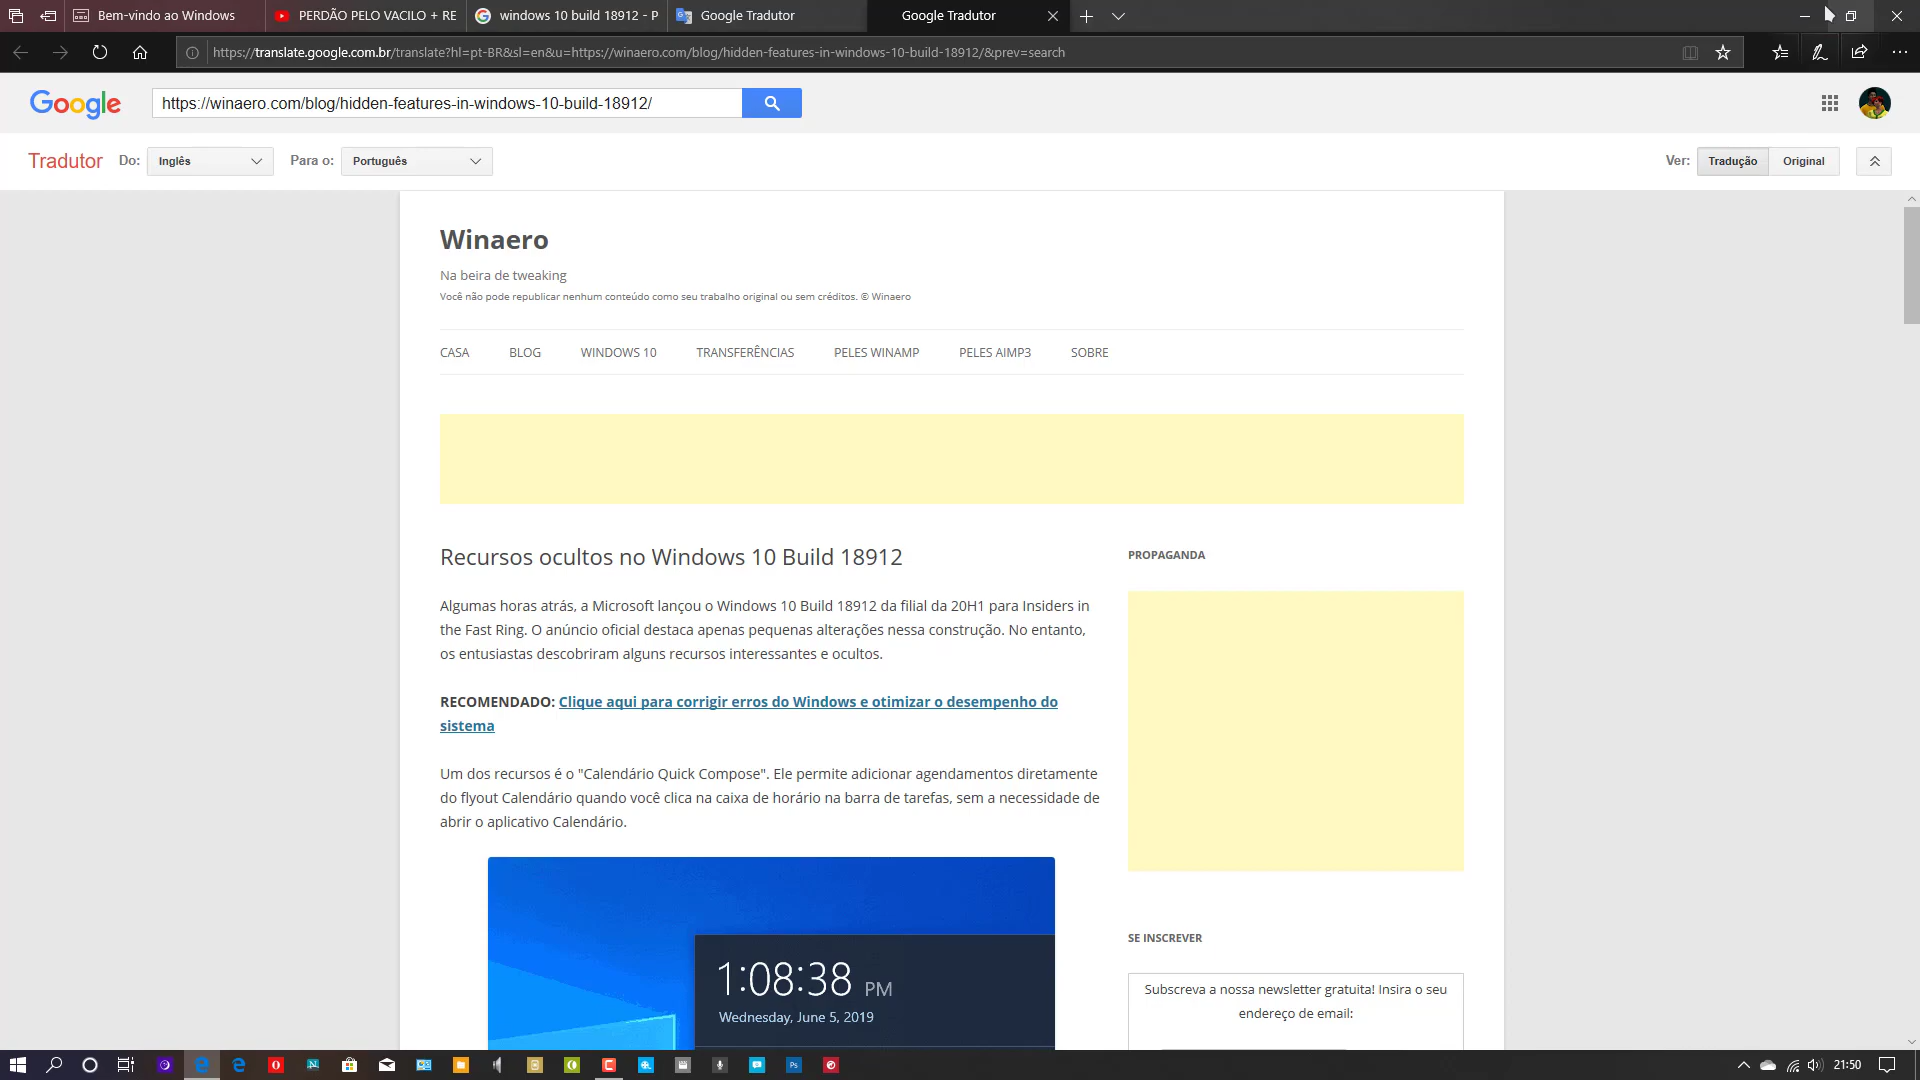 Bem-vindo ao Windows
PERDÃO PELO VACILO + RE
windows 10 build 18912 - P
Google Tradutor
Google Tradutor
https://translate.google.com.br/translate?hl=pt-BR&sl=en&u=https://winaero.com/blog/hidden-features-in-windows-10-build-18912/&prev=search
Google
https://winaero.com/blog/hidden-features-in-windows-10-build-18912/
Tradutor
Do:
Inglês
Para o:
Português
Ver:
Tradução
Original
Winaero
Na beira de tweaking
Você não pode republicar nenhum conteúdo como seu trabalho original ou sem créditos. © Winaero
CASA
BLOG
WINDOWS 10
TRANSFERÊNCIAS
PELES WINAMP
PELES AIMP3
SOBRE
Recursos ocultos no Windows 10 Build 18912
Algumas horas atrás, a Microsoft lançou o Windows 10 Build 18912 da filial da 20H1 para Insiders in
the Fast Ring. O anúncio oficial destaca apenas pequenas alterações nessa construção. No entanto,
os entusiastas descobriram alguns recursos interessantes e ocultos.
RECOMENDADO: Clique aqui para corrigir erros do Windows e otimizar o desempenho do
sistema
Um dos recursos é o "Calendário Quick Compose". Ele permite adicionar agendamentos diretamente
do flyout Calendário quando você clica na caixa de horário na barra de tarefas, sem a necessidade de
abrir o aplicativo Calendário.
1:08:38 PM
Wednesday, June 5, 2019
PROPAGANDA
SE INSCREVER
Subscreva a nossa newsletter gratuita! Insira o seu
endereço de email:
Ps
21:50